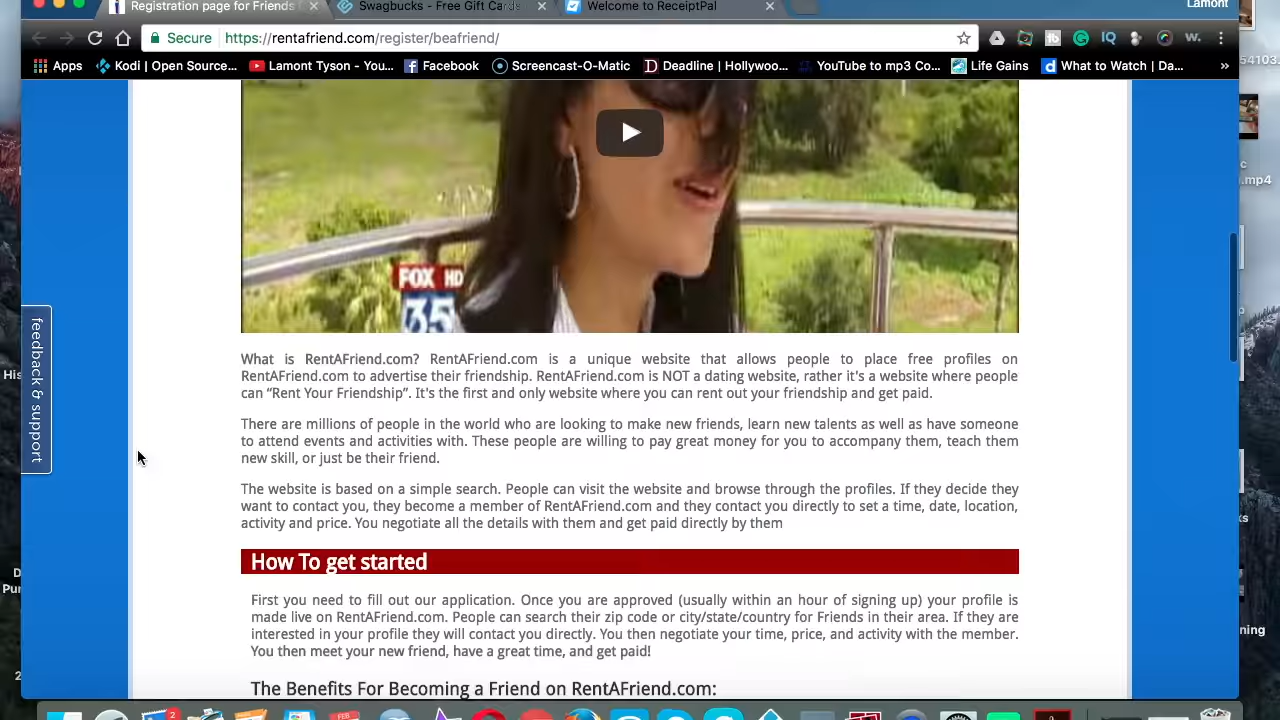 Registration page for Friends
Swagbucks - Free Gift Cards
Welcome to ReceiptPal
Lamont
Secure
https://rentafriend.com/register/beafriend/
IQ
w.
Apps
Kodi | Open Source...
Lamont Tyson - You...
Facebook
Screencast-O-Matic
Deadline | Hollywoo...
YouTube to mp3 Co...
Life Gains
What to Watch | Da...
»
54103.
c
.mp4
FOX HD
35
feedback & support
What is RentAFriend.com? RentAFriend.com is a unique website that allows people to place free profiles on
RentAFriend.com to advertise their friendship. RentAFriend.com is NOT a dating website, rather it's a website where people
can “Rent Your Friendship”. It's the first and only website where you can rent out your friendship and get paid.
There are millions of people in the world who are looking to make new friends, learn new talents as well as have someone
to attend events and activities with. These people are willing to pay great money for you to accompany them, teach them
new skill, or just be their friend.
The website is based on a simple search. People can visit the website and browse through the profiles. If they decide they
want to contact you, they become a member of RentAFriend.com and they contact you directly to set a time, date, location,
activity and price. You negotiate all the details with them and get paid directly by them
How To get started
First you need to fill out our application. Once you are approved (usually within an hour of signing up) your profile is
made live on RentAFriend.com. People can search their zip code or city/state/country for Friends in their area. If they are
interested in your profile they will contact you directly. You then negotiate your time, price, and activity with the member.
You then meet your new friend, have a great time, and get paid!
The Benefits For Becoming a Friend on RentAFriend.com:
His
D
Pur
2
ks
ning
2
FEB